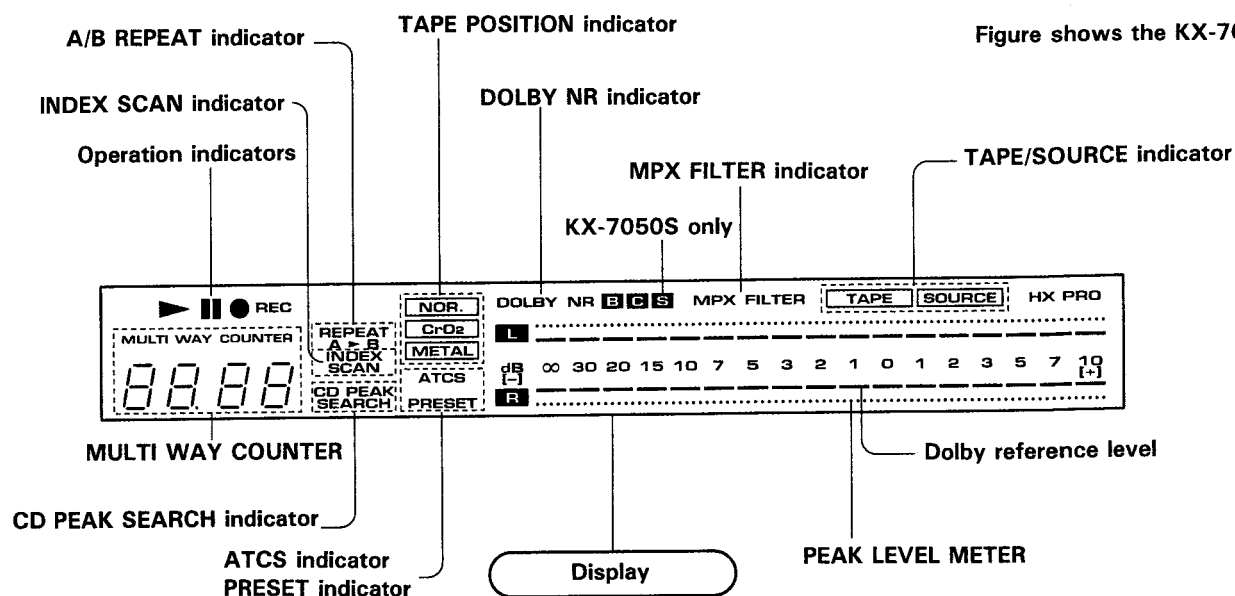 TAPE POSITION indicator
A/B REPEAT indicator
Figure shows the KX-70
INDEX SCAN indicator
DOLBY NR indicator
Operation indicators
MPX FILTER indicator
TAPE/SOURCE indicator
KX-7050S only
REC
NOR.
DOLBY NR B C S
MPX FILTER
TAPE
SOURCE
HX PRO
MULTI WAY COUNTER
REPEAT
A ► B
INDEX
SCAN
CrO2
METAL
L
88 88
CD PEAK
SEARCH
ATCS
PRESET
dB
[-]
∞ 30 20 15 10 7 5 3 2 1 0 1 2 3 5 7 10
[+]
R
MULTI WAY COUNTER
Dolby reference level
CD PEAK SEARCH indicator
ATCS indicator
PRESET indicator
Display
PEAK LEVEL METER